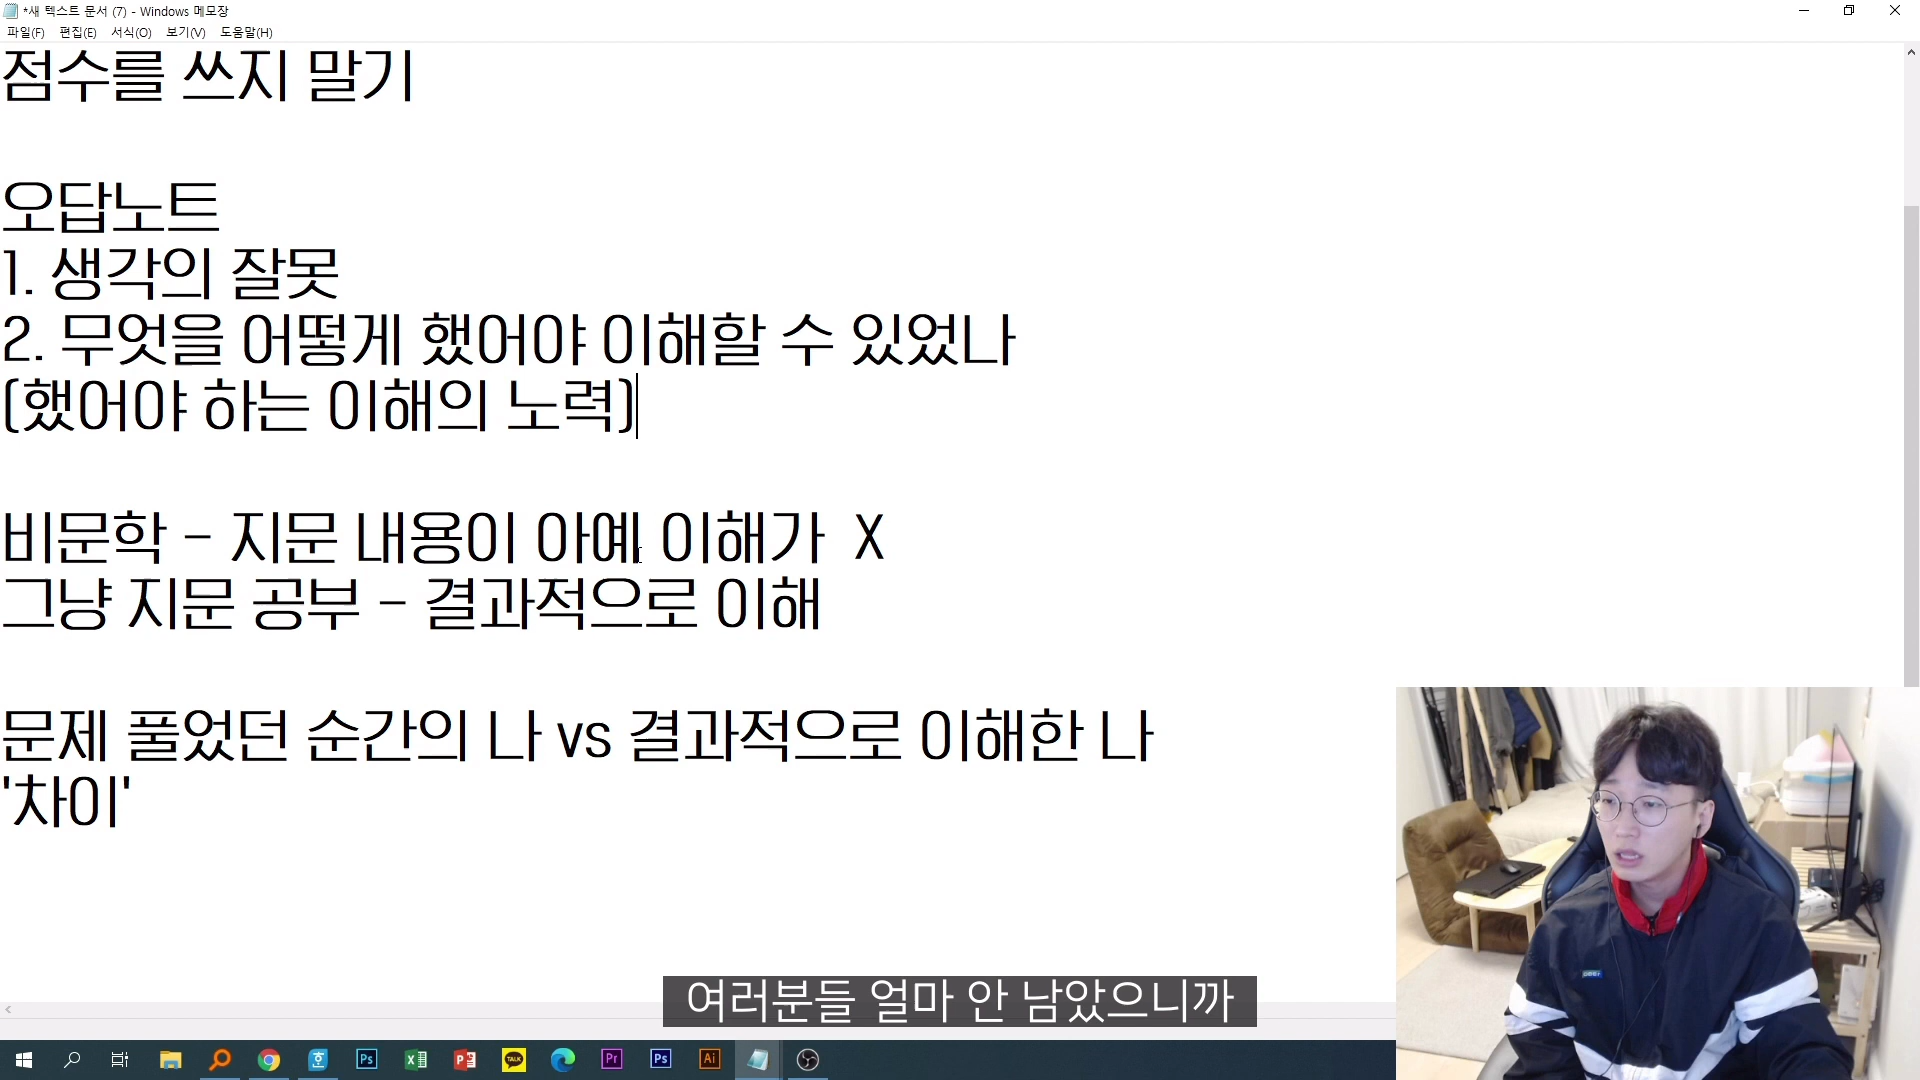 *새 텍스트 문서 (7) - Windows 메모장
파일(F) 편집(E) 서식(O) 보기(V) 도움말(H)
점수를 쓰지 말기
오답노트
1. 생각의 잘못
2. 무엇을 어떻게 했어야 이해할 수 있었나
(했어야 하는 이해의 노력)
비문학 - 지문 내용이 아예 이해가 X
그냥 지문 공부 - 결과적으로 이해
문제 풀었던 순간의 나 vs 결과적으로 이해한 나
'차이'
여러분들 얼마 안 남았으니까
호 Ps TALK Pr Ps Ai